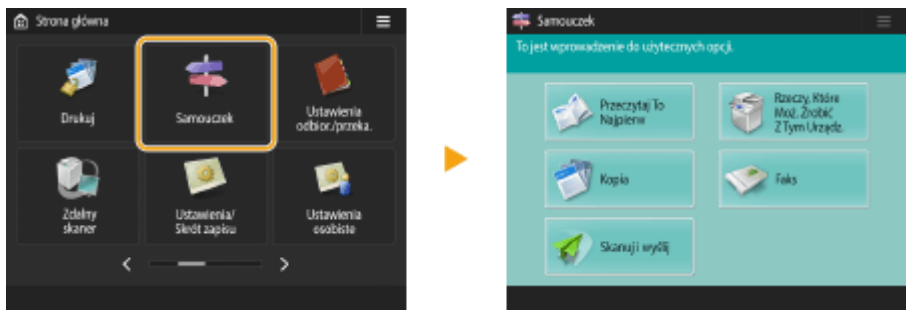 Strona główna
Drukuj
Samouczek
Ustawienia
odbior./przeka.
Zdalny
skaner
Ustawienia/
Skrót zapisu
Ustawienia
osobiste
Samouczek
To jest wprowadzenie do użytecznych opcji.
Przeczytaj To
Najpierw
Rzeczy, Które
Moż. Zrobić
Z Tym Urządz.
Kopia
Faks
Skanuj i wyślij